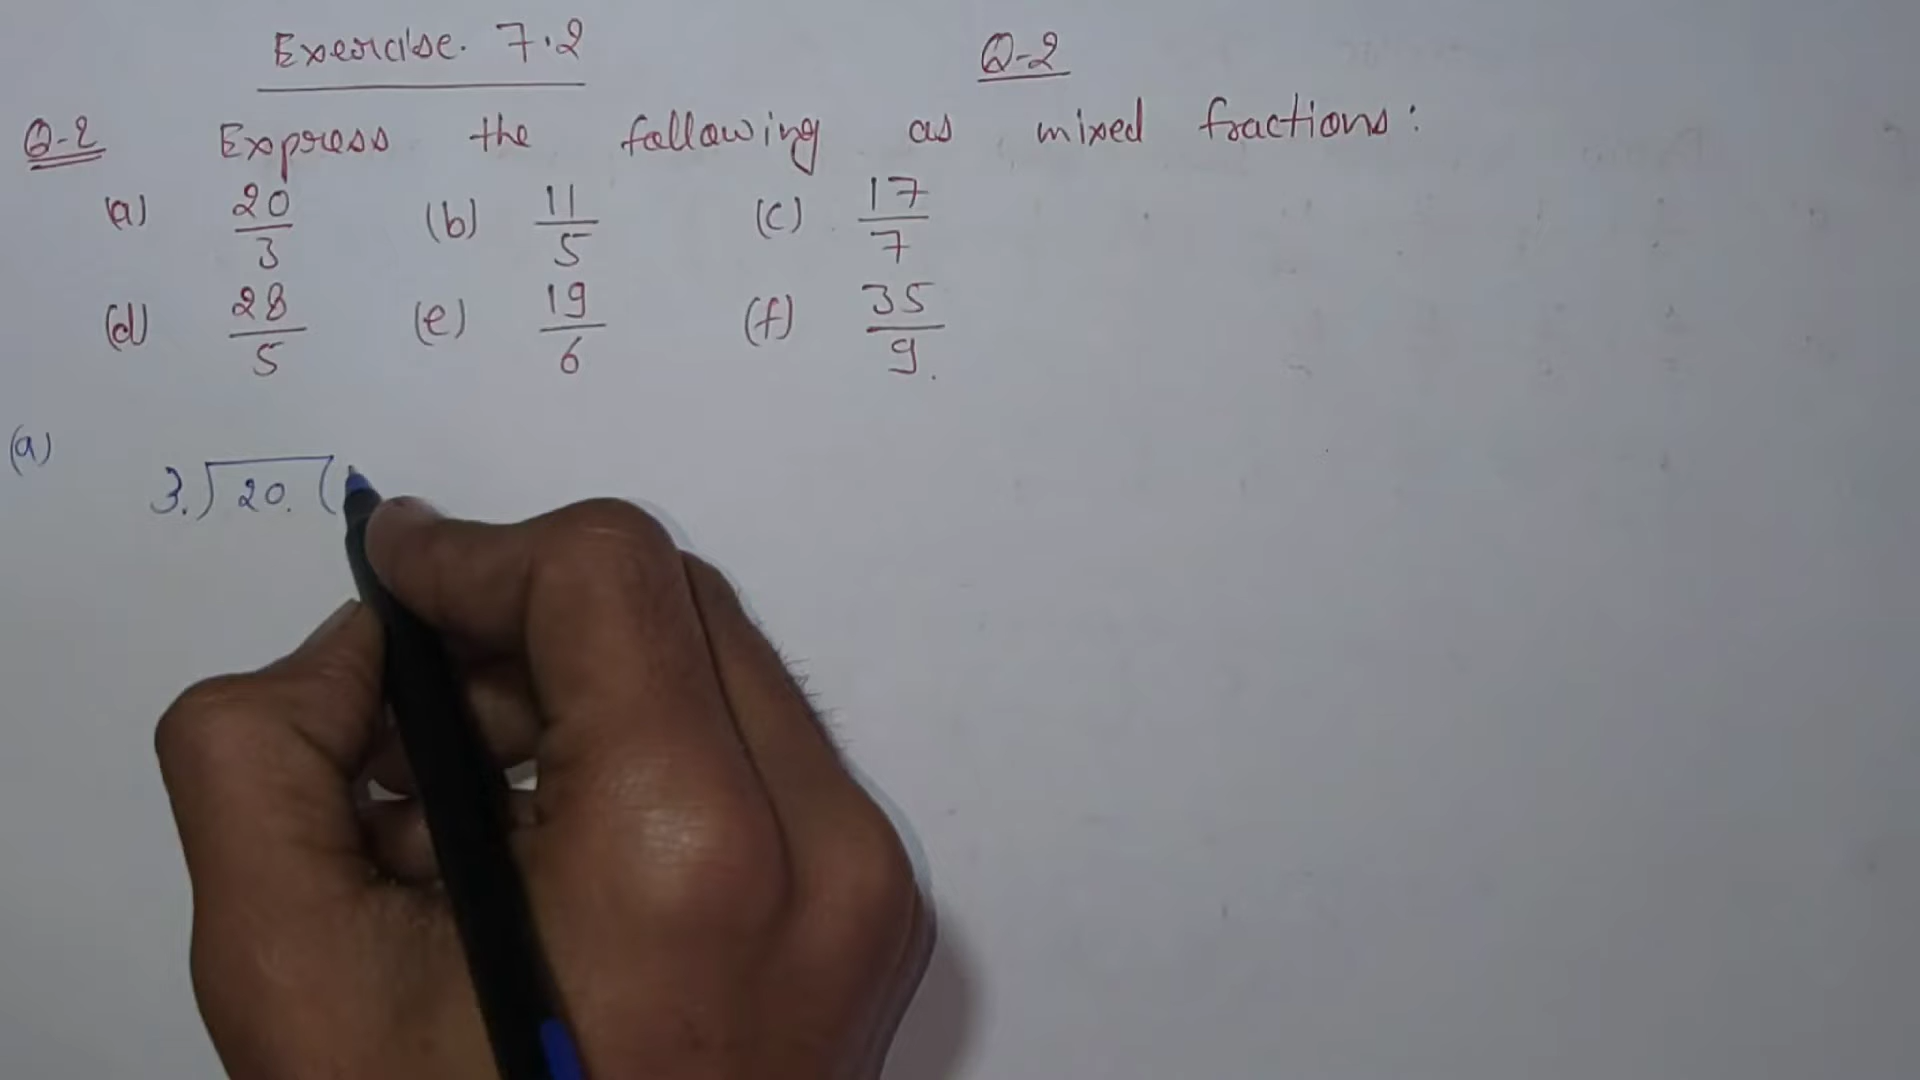 Exercise. 7.2
Q-2
Q-2 Express the following as mixed fractions:
(a) 20/3 (b) 11/5 (c) 17/7
(d) 28/5 (e) 19/6 (f) 35/9.
(a)
3.)20.(